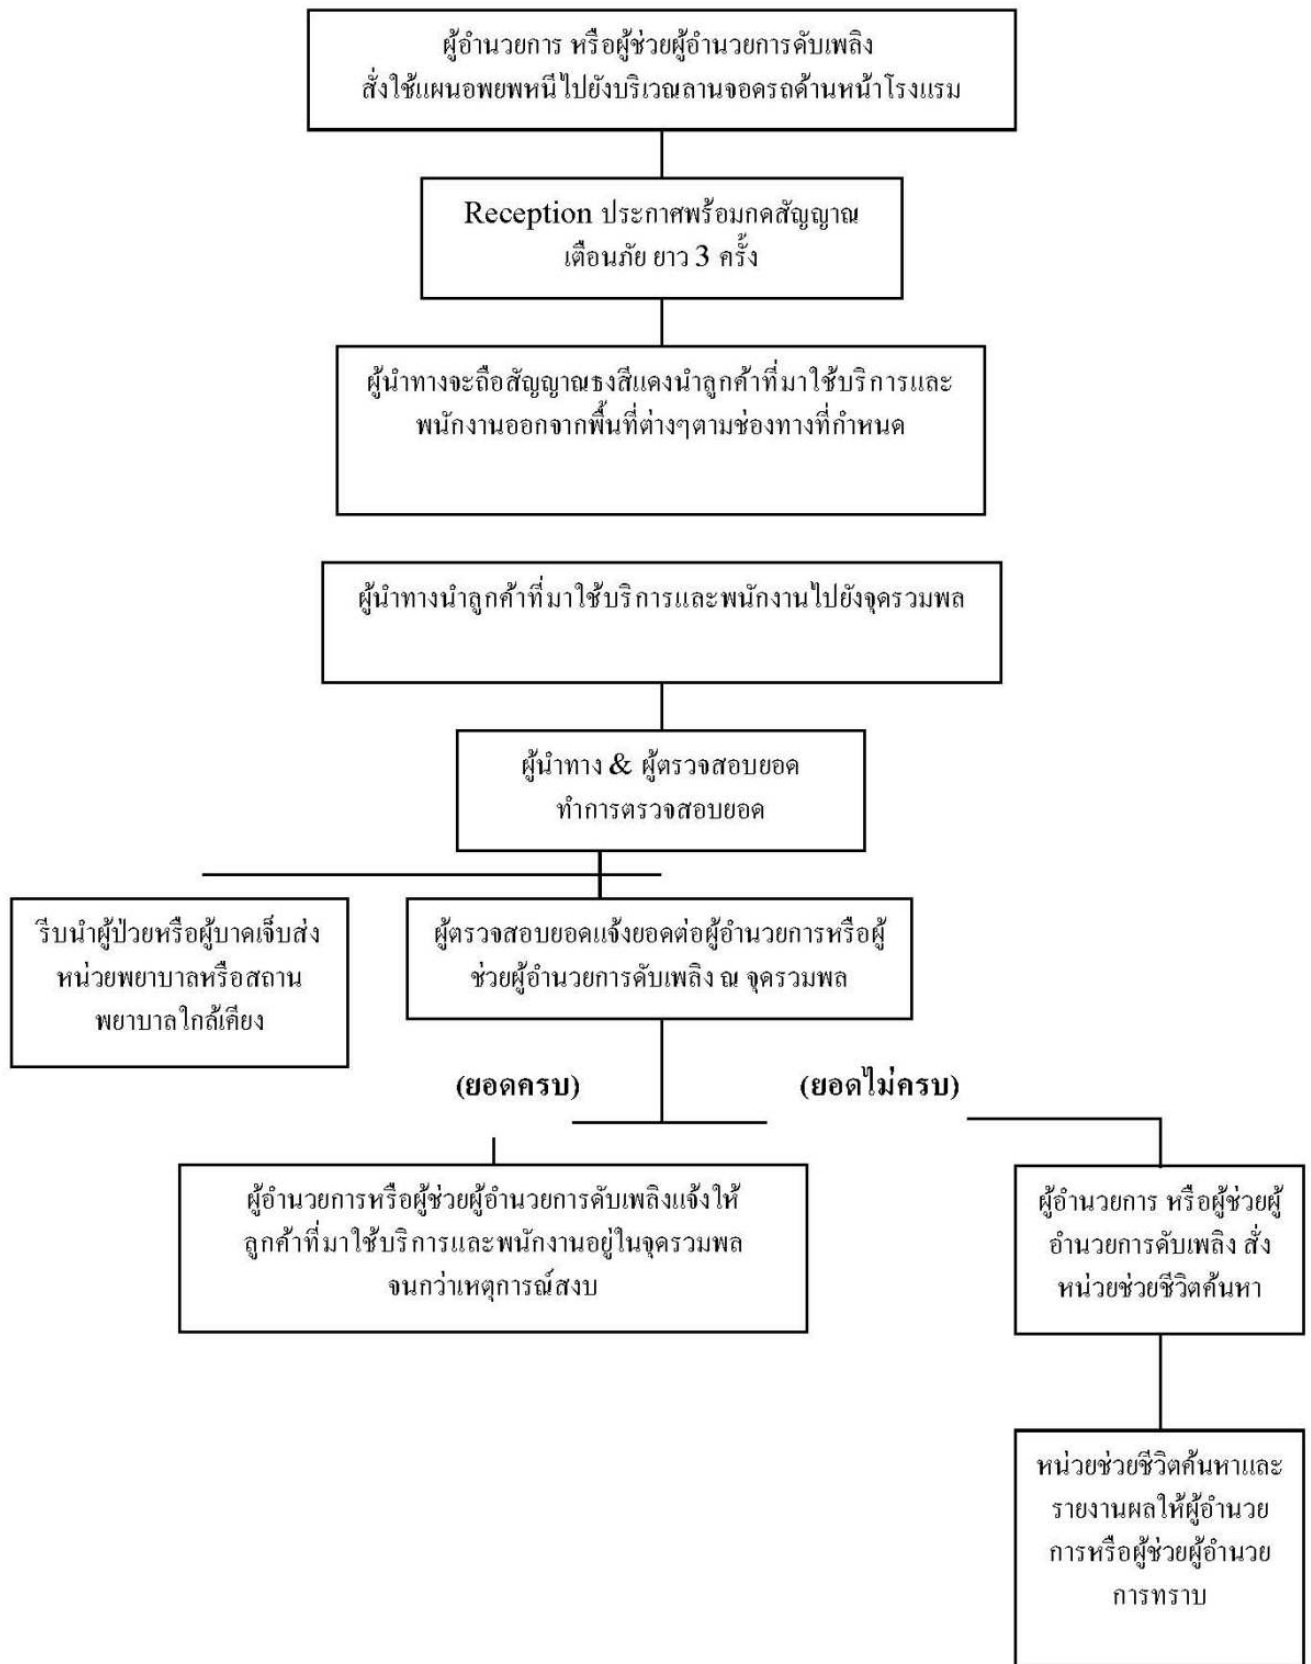 ผู้อำนวยการ หรือผู้ช่วยผู้อำนวยการดับเพลิง
สั่งใช้แผนอพยพหนีไปยังบริเวณลานจอดรถด้านหน้าโรงแรม
Reception ประกาศพร้อมกดสัญญาณ
เตือนภัย ยาว 3 ครั้ง
ผู้นำทางจะถือสัญญาณธงสีแดงนำลูกค้าที่มาใช้บริการและ
พนักงานออกจากพื้นที่ต่างๆตามช่องทางที่กำหนด
ผู้นำทางนำลูกค้าที่มาใช้บริการและพนักงานไปยังจุดรวมพล
ผู้นำทาง & ผู้ตรวจสอบยอด
ทำการตรวจสอบยอด
รีบนำผู้ป่วยหรือผู้บาดเจ็บส่ง
หน่วยพยาบาลหรือสถาน
พยาบาลใกล้เคียง
ผู้ตรวจสอบยอดแจ้งยอดต่อผู้อำนวยการหรือผู้
ช่วยผู้อำนวยการดับเพลิง ณ จุดรวมพล
(ยอดครบ)
(ยอดไม่ครบ)
ผู้อำนวยการหรือผู้ช่วยผู้อำนวยการดับเพลิงแจ้งให้
ลูกค้าที่มาใช้บริการและพนักงานอยู่ในจุดรวมพล
จนกว่าเหตุการณ์สงบ
ผู้อำนวยการ หรือผู้ช่วยผู้
อำนวยการดับเพลิง สั่ง
หน่วยช่วยชีวิตค้นหา
หน่วยช่วยชีวิตค้นหาและ
รายงานผลให้ผู้อำนวย
การหรือผู้ช่วยผู้อำนวย
การทราบ